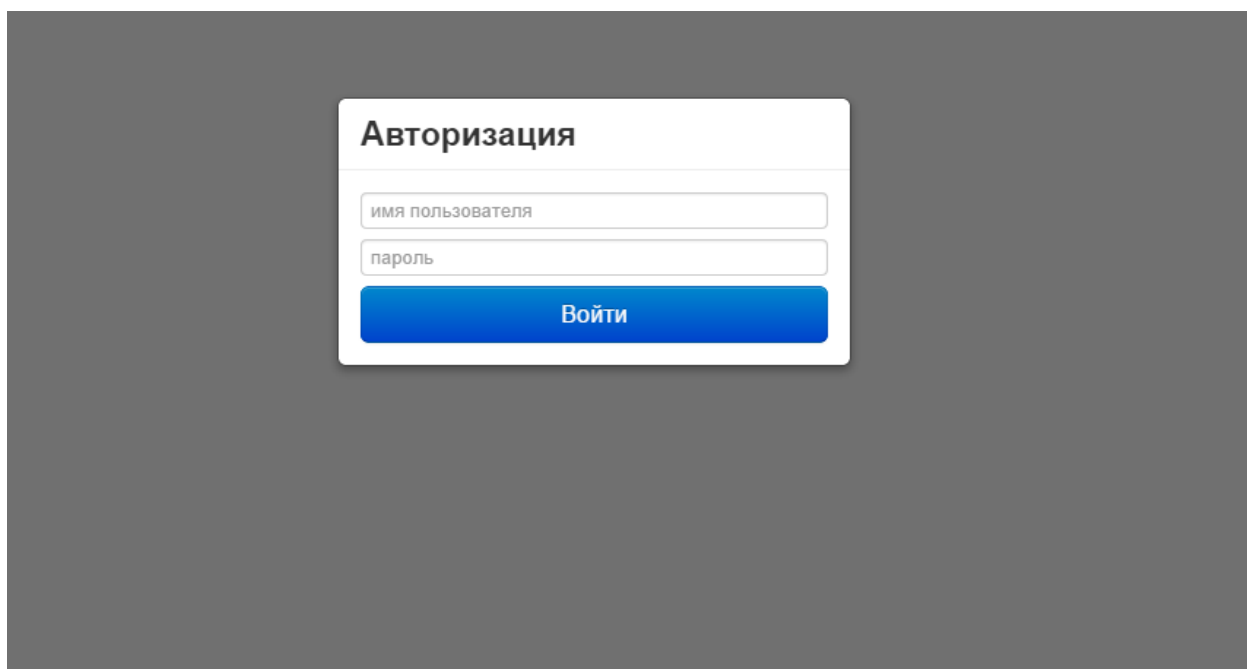 Авторизация
имя пользователя
пароль
Войти